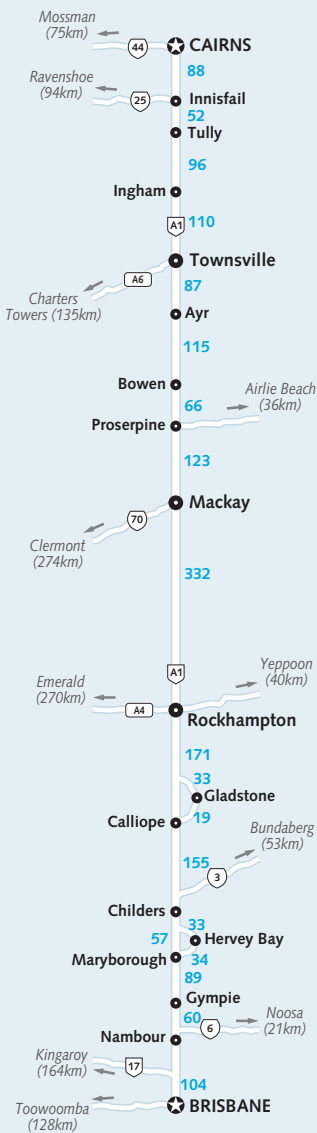 Mossman
(75km)
44
CAIRNS
88
Ravenshoe
(94km)
25
Innisfail
52
Tully
96
Ingham
A1
110
Townsville
A6
87
Charters
Towers (135km)
Ayr
115
Bowen
Airlie Beach
(36km)
66
Proserpine
123
Mackay
70
Clermont
(274km)
332
A1
Yeppoon
(40km)
Emerald
(270km)
A4
Rockhampton
171
33
Gladstone
Calliope
19
Bundaberg
(53km)
155
3
Childers
33
57
Hervey Bay
Maryborough
34
89
Gympie
60
Noosa
(21km)
6
Nambour
Kingaroy
(164km)
17
104
BRISBANE
Toowoomba
(128km)